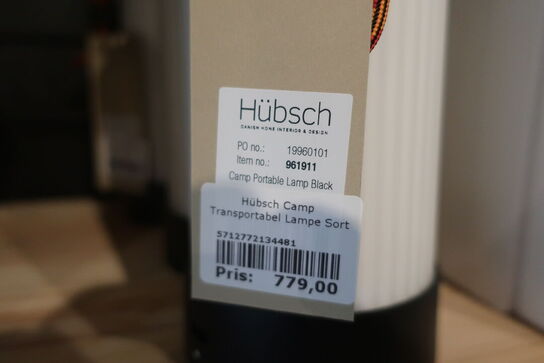 Hübsch
DANISH HOME INTERIOR & DESIGN
PO no.: 19960101
Item no.: 961911
Camp Portable Lamp Black
Hübsch Camp
Transportabel Lampe Sort
5712772134481
Pris: 779,00